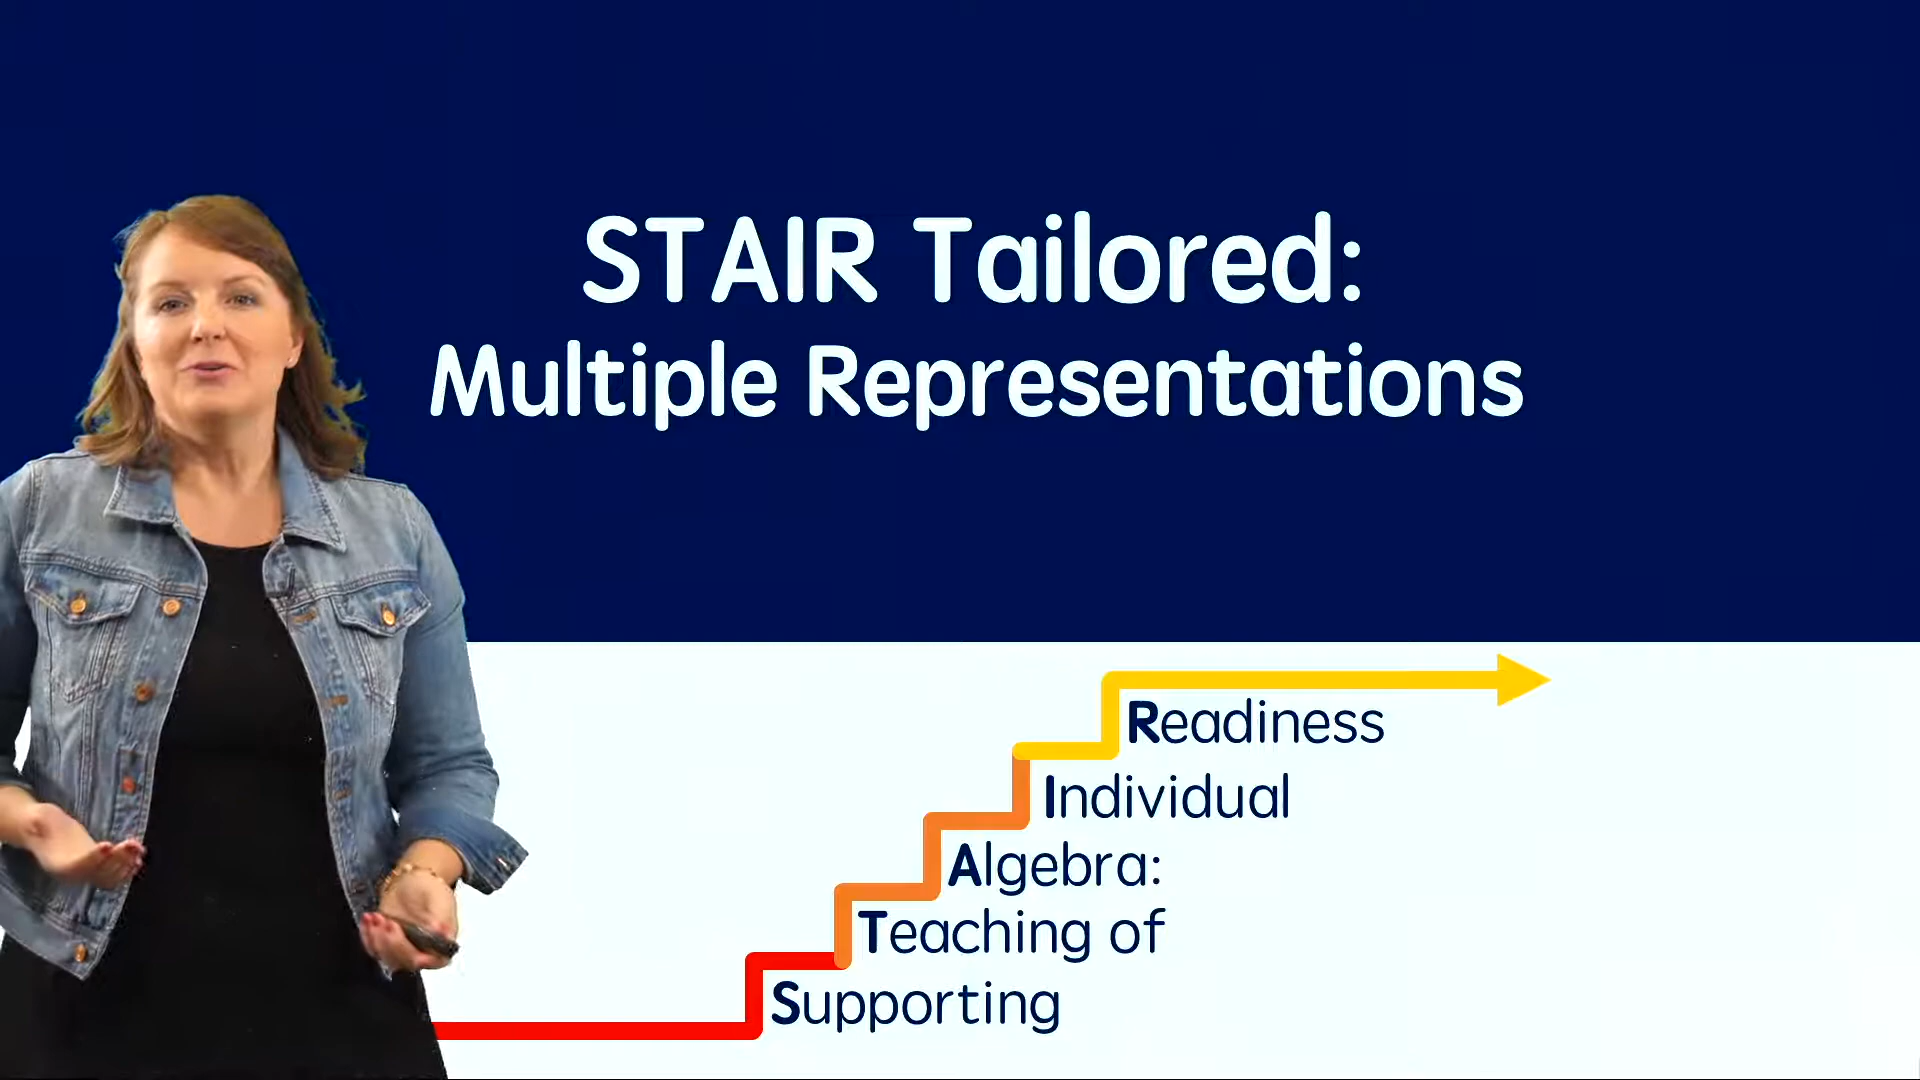 STAIR Tailored:
Multiple Representations
Readiness
Individual
Algebra:
Teaching of
Supporting